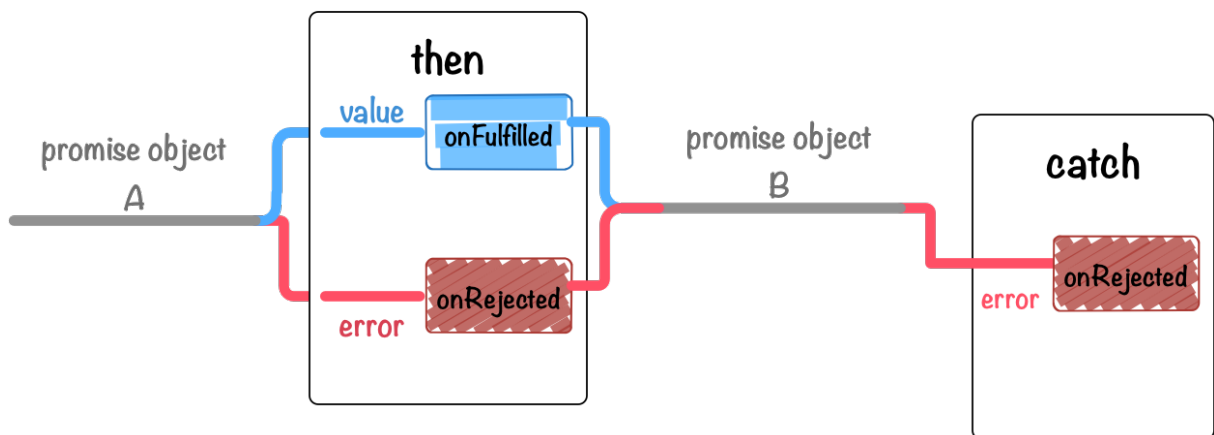 then
value
onFulfilled
promise object
A
onRejected
error
promise object
B
catch
onRejected
error